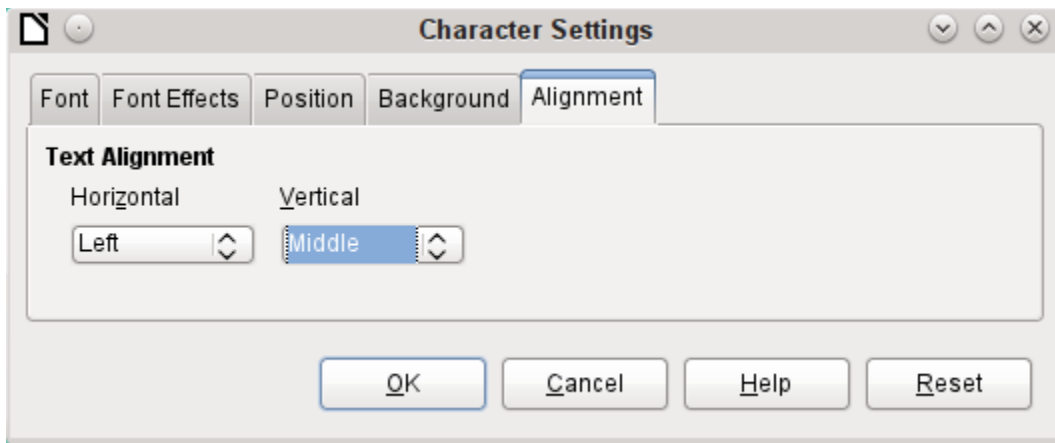 Character Settings
Font Font Effects Position Background Alignment
Text Alignment
Horizontal Vertical
Left Middle
OK Cancel Help Reset